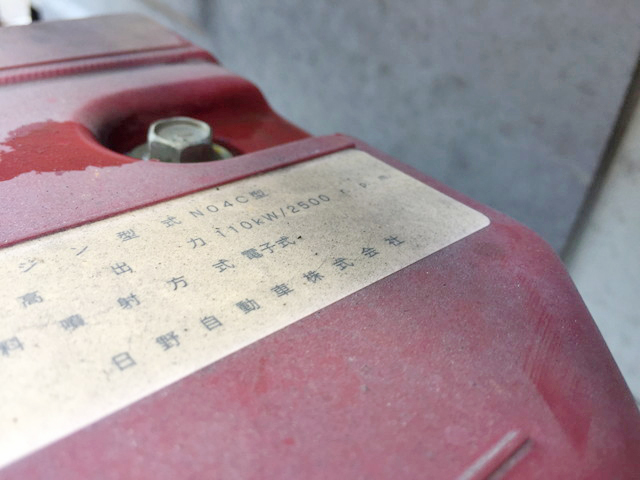 ジン型式 N04C型
高出力 110kW/2500 r.p.m
料噴射方式 電子式
日野自動車株式会社